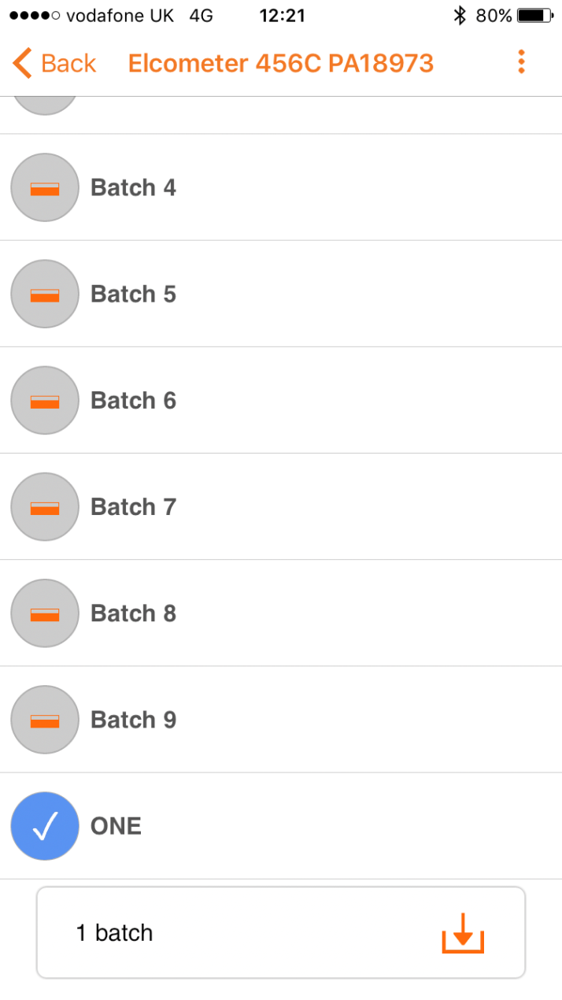 vodafone UK 4G 12:21 80%
Back Elcometer 456C PA18973
Batch 4
Batch 5
Batch 6
Batch 7
Batch 8
Batch 9
ONE
1 batch